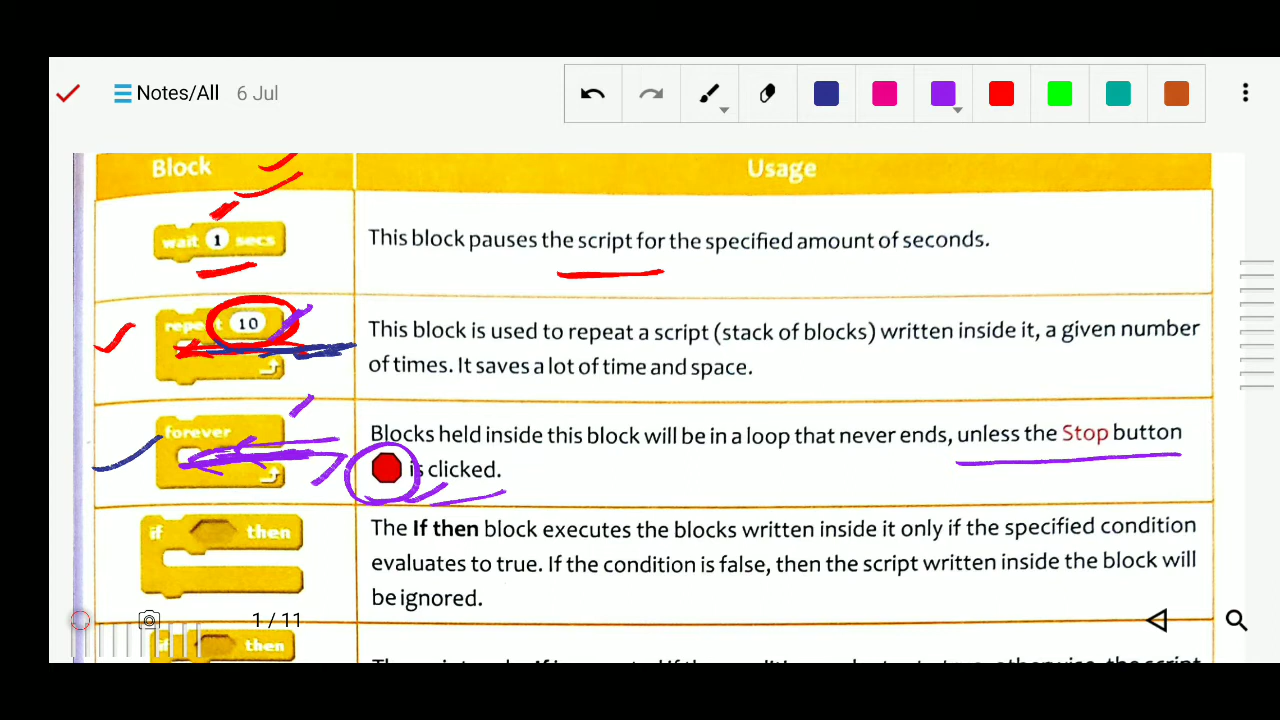 Notes/All 6 Jul
Block Usage
wait 1 secs
This block pauses the script for the specified amount of seconds.
repeat 10
This block is used to repeat a script (stack of blocks) written inside it, a given number
of times. It saves a lot of time and space.
forever
Blocks held inside this block will be in a loop that never ends, unless the Stop button
is clicked.
if then
The If then block executes the blocks written inside it only if the specified condition
evaluates to true. If the condition is false, then the script written inside the block will
be ignored.
1 / 11
if then